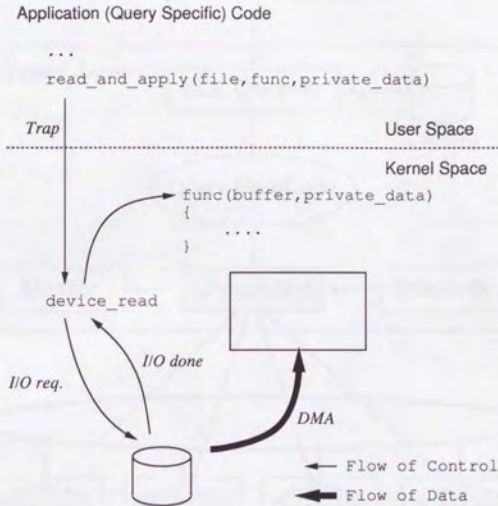 Application (Query Specific) Code
...
read_and_apply(file,func,private_data)
Trap
User Space
Kernel Space
func(buffer,private_data)
{
....
}
device_read
I/O done
I/O req.
DMA
Flow of Control
Flow of Data